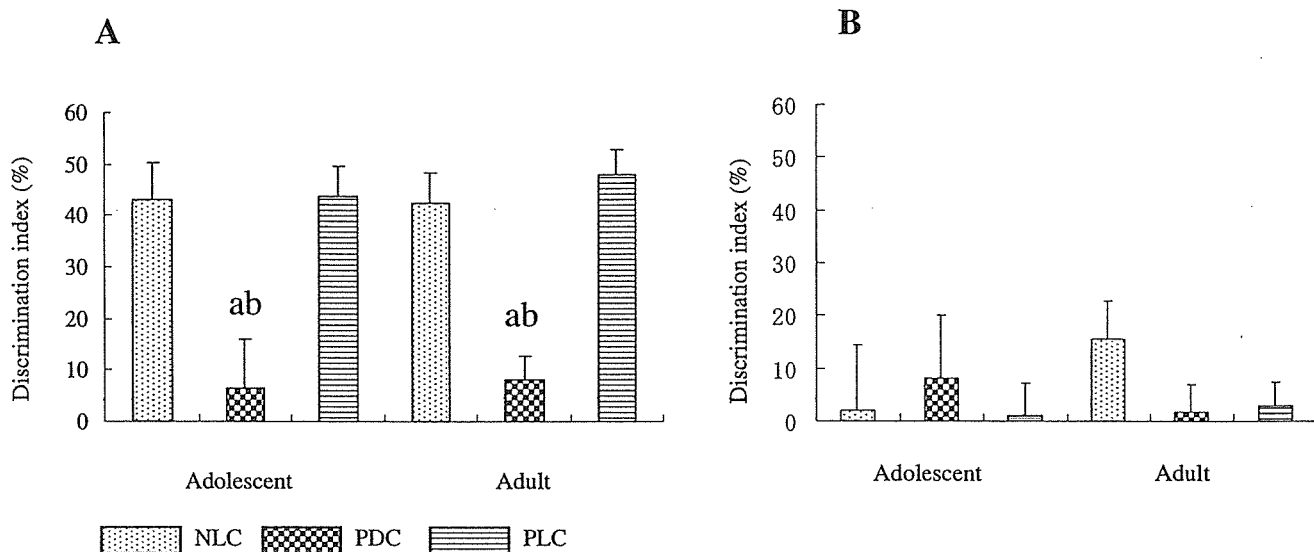 A
60
50
40
30
20
10
0
Discrimination index (%)
ab
ab
Adolescent
Adult
B
60
50
40
30
20
10
0
Discrimination index (%)
Adolescent
Adult
NLC
PDC
PLC